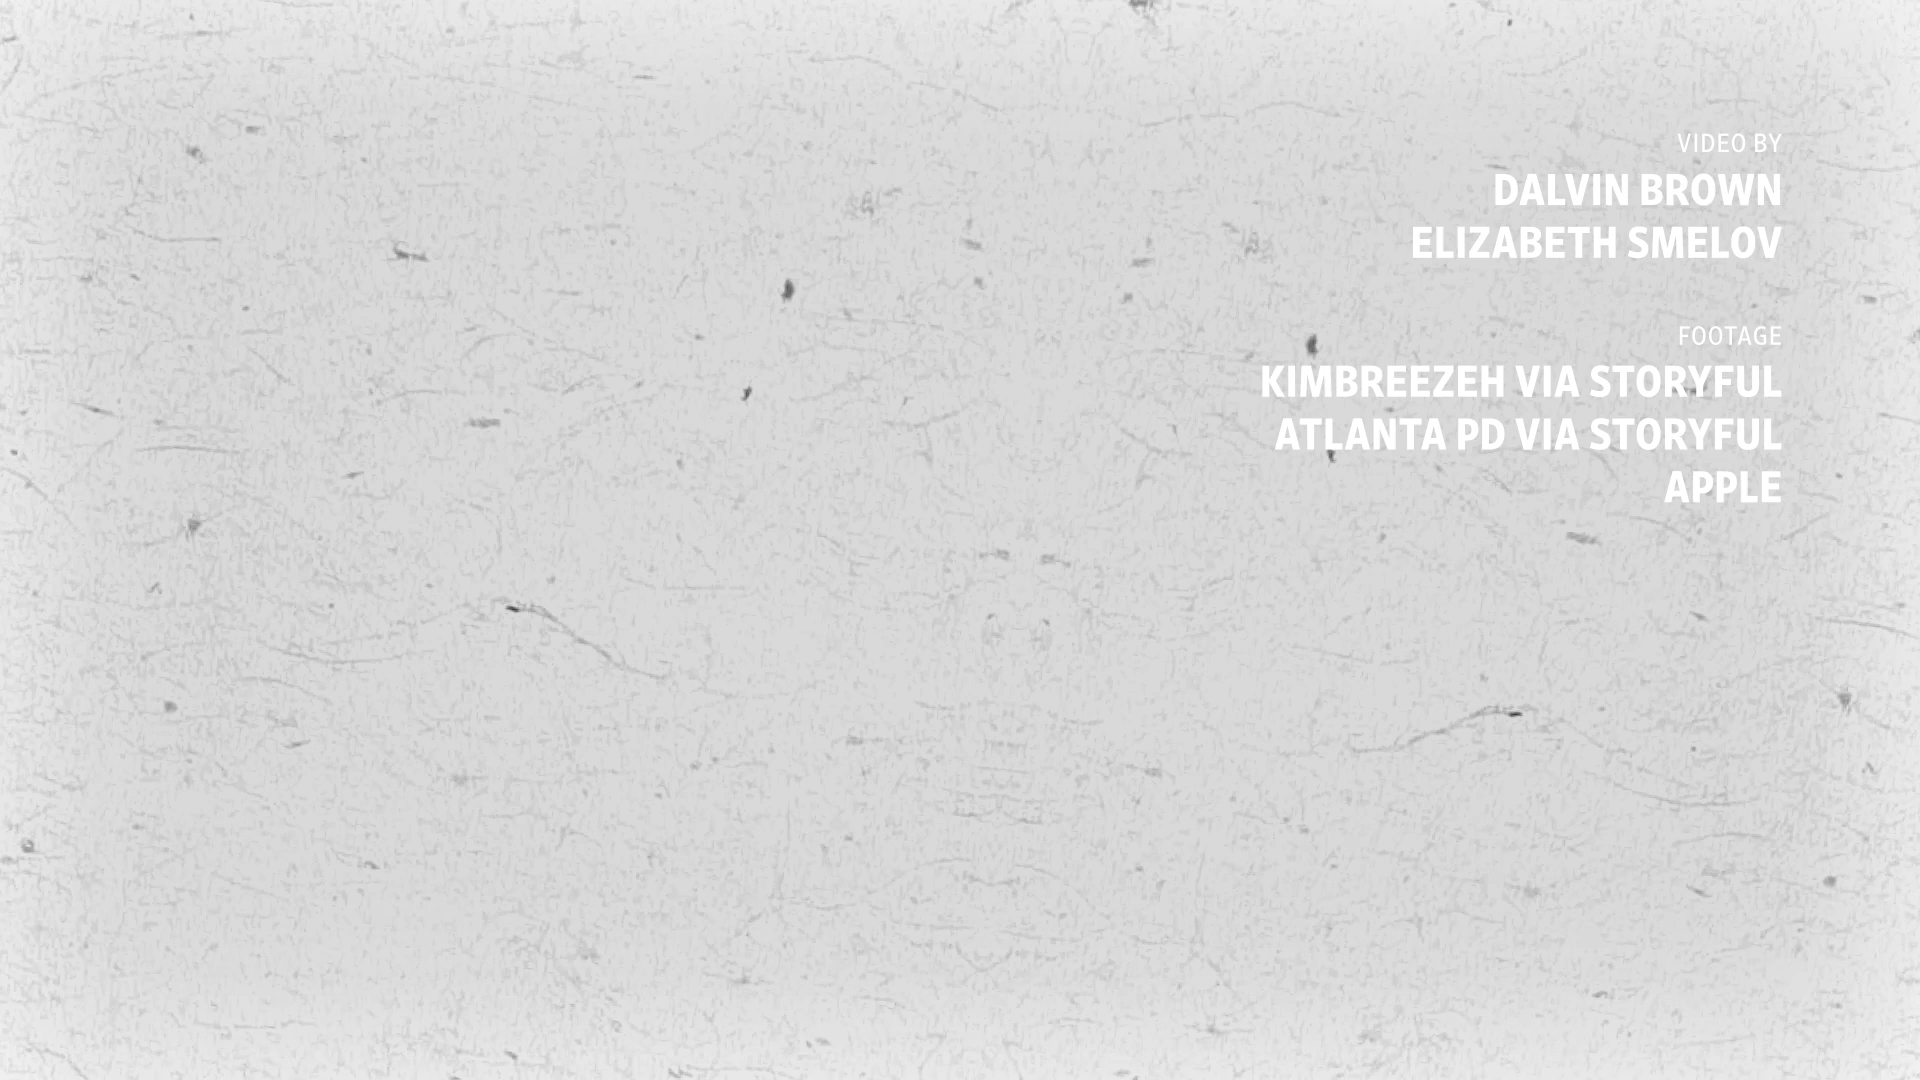 VIDEO BY
DALVIN BROWN
ELIZABETH SMELOV
FOOTAGE
KIMBREEZEH VIA STORYFUL
ATLANTA PD VIA STORYFUL
APPLE